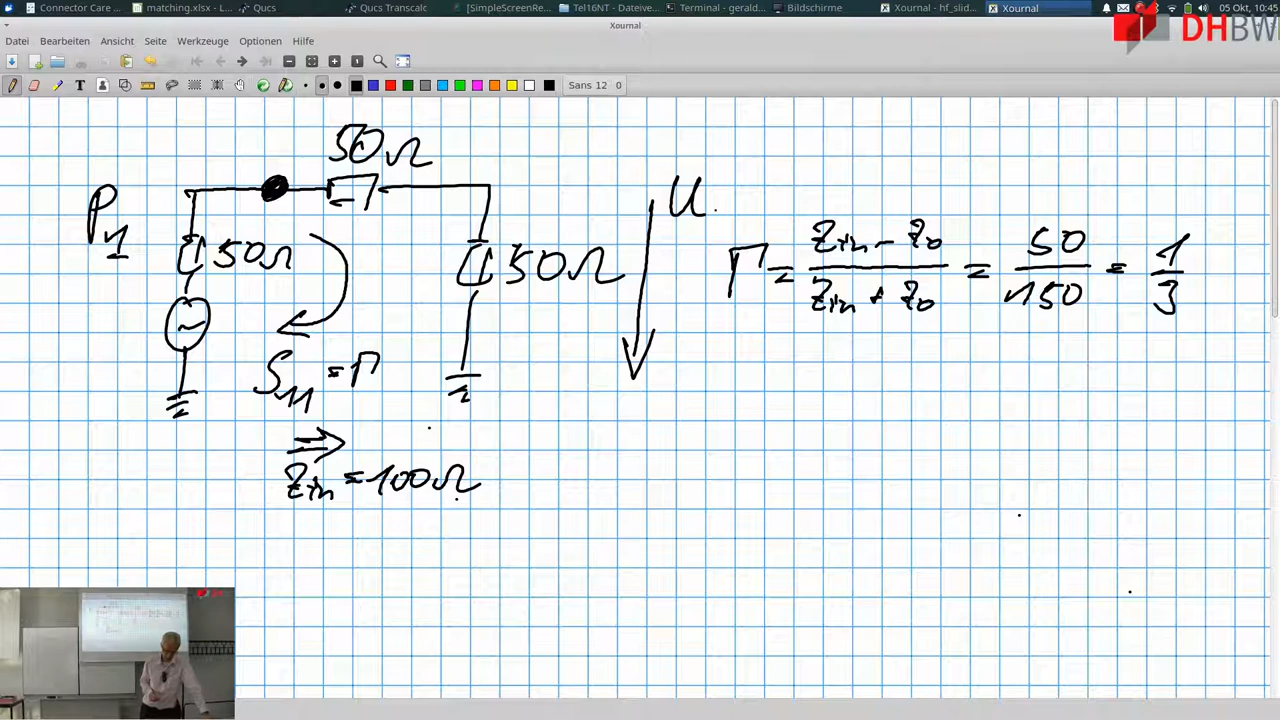 Connector Care ...
matching.xlsx - L...
Qucs
Qucs Transcalc
[SimpleScreenRe...
Tel16NT - Dateive...
Terminal - gerald...
Bildschirme
Xournal - hf_slid...
Xournal
05 Okt, 10:45
Xournal
DHBW
Datei Bearbeiten Ansicht Seite Werkzeuge Optionen Hilfe
T
Sans 12 0
50Ω
P1
50Ω
50Ω
U
S11 = Γ
Zin = 100Ω
Γ = (Zin - Z0)/(Zin + Z0) = 50/150 = 1/3